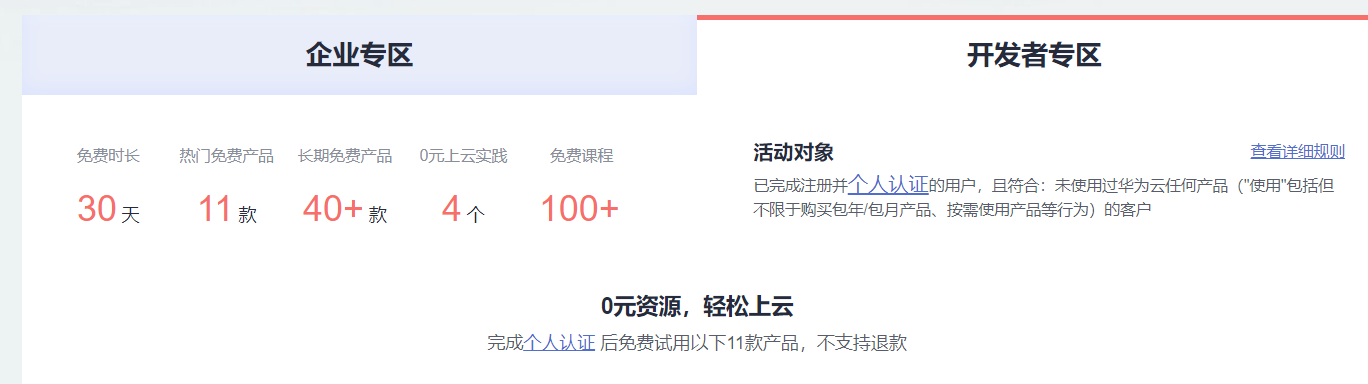 企业专区
开发者专区
免费时长 热门免费产品 长期免费产品 0元上云实践 免费课程
30 天 11 款 40+ 款 4 个 100+
活动对象
查看详细规则
已完成注册并个人认证的用户，且符合：未使用过华为云任何产品（"使用"包括但
不限于购买包年/包月产品、按需使用产品等行为）的客户
0元资源，轻松上云
完成个人认证 后免费试用以下11款产品，不支持退款